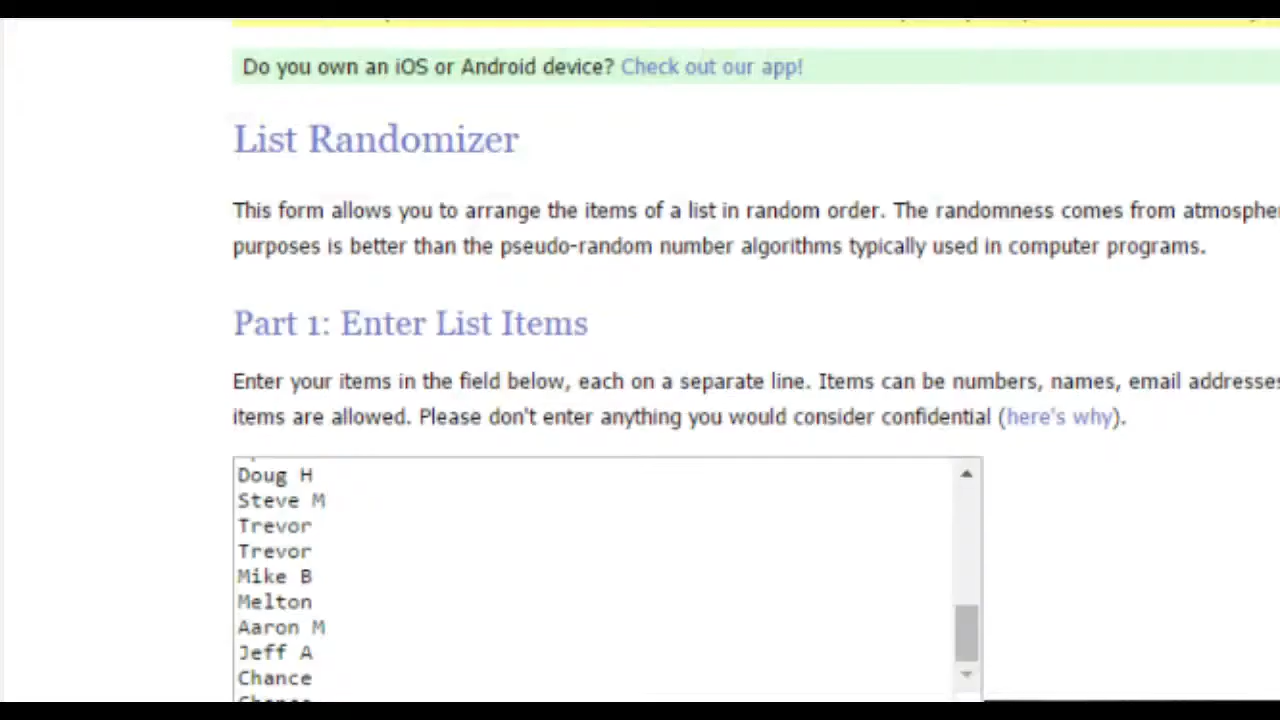 Do you own an iOS or Android device? Check out our app!
List Randomizer
This form allows you to arrange the items of a list in random order. The randomness comes from
purposes is better than the pseudo-random number algorithms typically used in computer programs.
Part 1: Enter List Items
Enter your items in the field below, each on a separate line. Items can be numbers, names, email addresses
items are allowed. Please don't enter anything you would consider confidential (here's why).
Doug H
Steve M
Trevor
Trevor
Mike B
Melton
Aaron M
Jeff A
Chance